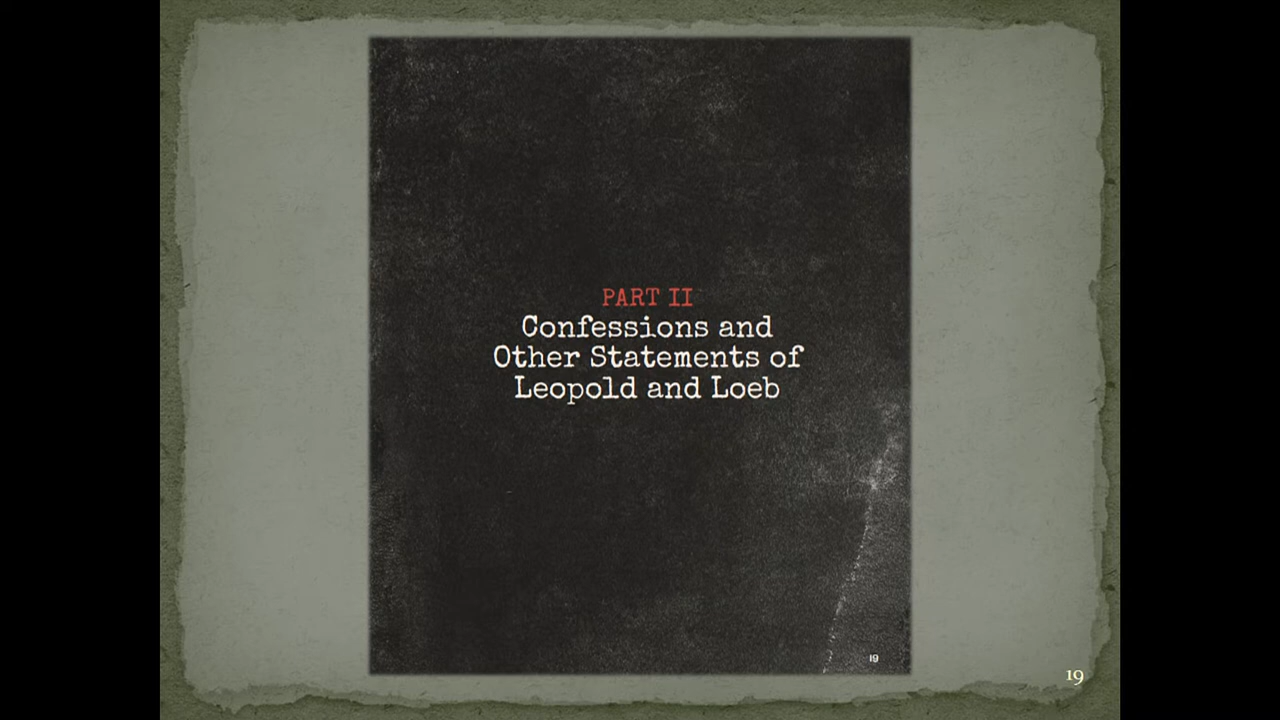 PART II
Confessions and
Other Statements of
Leopold and Loeb
19
19